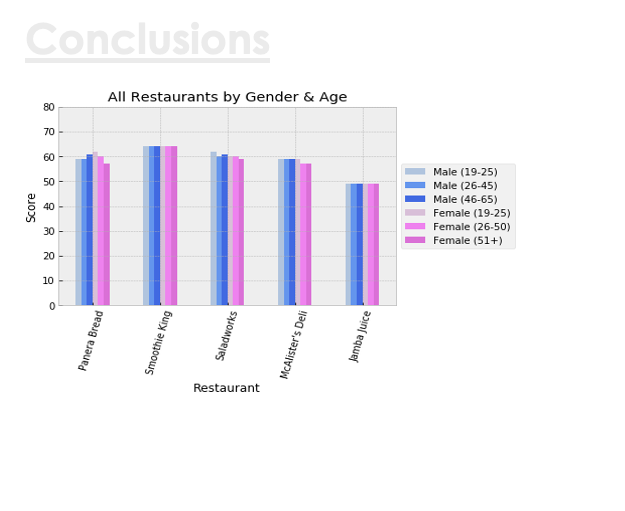 Conclusions
All Restaurants by Gender & Age
80
70
60
50
40
30
20
10
0
Score
Panera Bread
Smoothie King
Saladworks
McAlister's Deli
Jamba Juice
Restaurant
Male (19-25)
Male (26-45)
Male (46-65)
Female (19-25)
Female (26-50)
Female (51+)